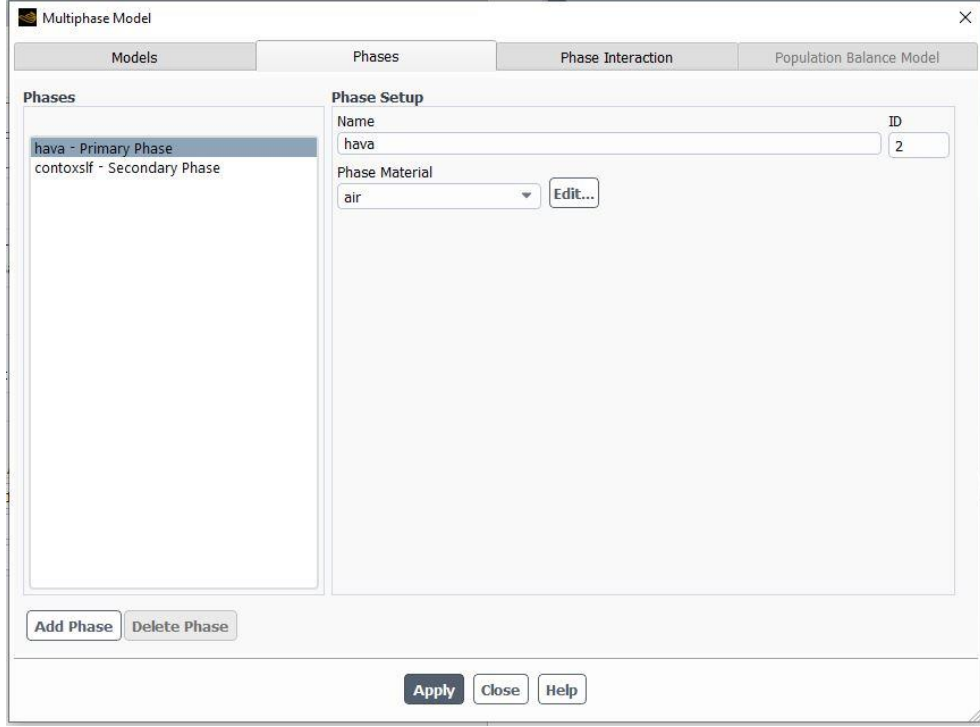 Multiphase Model
Models
Phases
Phase Interaction
Population Balance Model
Phases
hava - Primary Phase
contoxslf - Secondary Phase
Phase Setup
Name
ID
hava
2
Phase Material
air
Edit...
Add Phase
Delete Phase
Apply
Close
Help